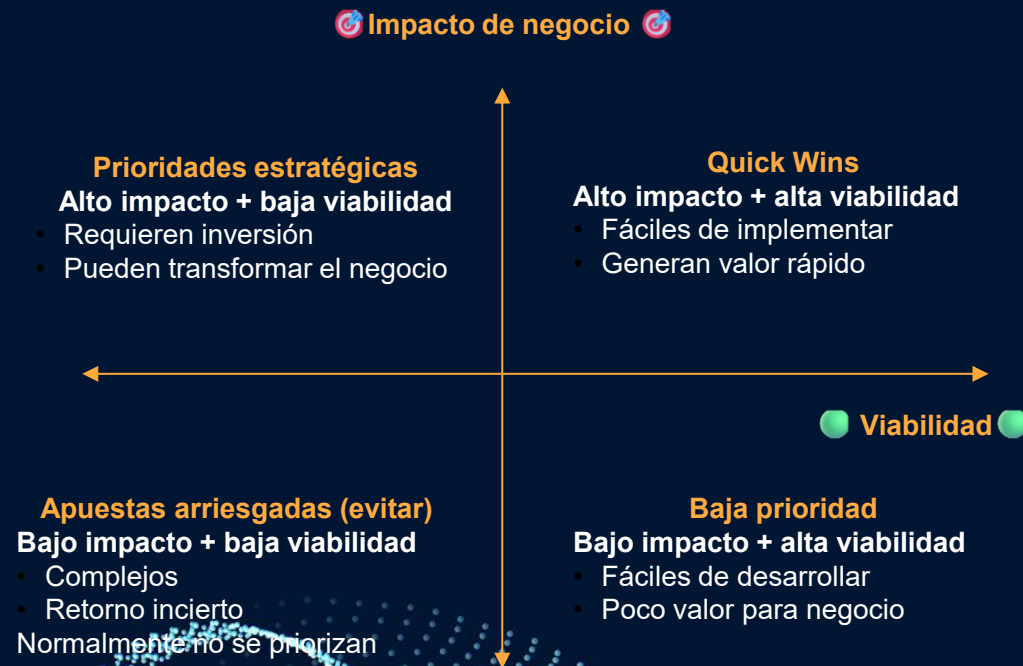 🎯 Impacto de negocio 🎯
Prioridades estratégicas
Alto impacto + baja viabilidad
• Requieren inversión
• Pueden transformar el negocio
Quick Wins
Alto impacto + alta viabilidad
• Fáciles de implementar
• Generan valor rápido
🟢 Viabilidad 🟢
Apuestas arriesgadas (evitar)
Bajo impacto + baja viabilidad
• Complejos
• Retorno incierto
Normalmente no se priorizan
Baja prioridad
Bajo impacto + alta viabilidad
• Fáciles de desarrollar
• Poco valor para negocio